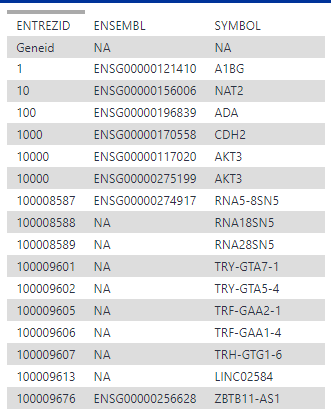 ENTREZID ENSEMBL SYMBOL
Geneid NA NA
1 ENSG00000121410 A1BG
10 ENSG00000156006 NAT2
100 ENSG00000196839 ADA
1000 ENSG00000170558 CDH2
10000 ENSG00000117020 AKT3
10000 ENSG00000275199 AKT3
100008587 ENSG00000274917 RNA5-8SN5
100008588 NA RNA18SN5
100008589 NA RNA28SN5
100009601 NA TRY-GTA7-1
100009602 NA TRY-GTA5-4
100009605 NA TRF-GAA2-1
100009606 NA TRF-GAA1-4
100009607 NA TRH-GTG1-6
100009613 NA LINC02584
100009676 ENSG00000256628 ZBTB11-AS1